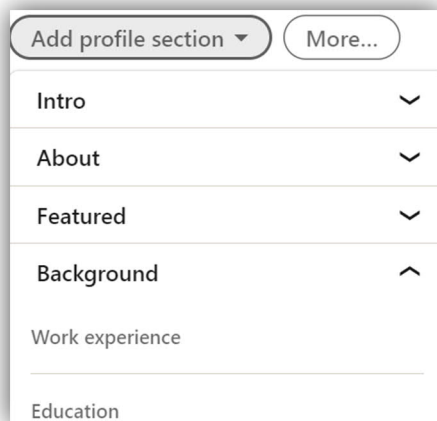 Add profile section More...
Intro
About
Featured
Background
Work experience
Education